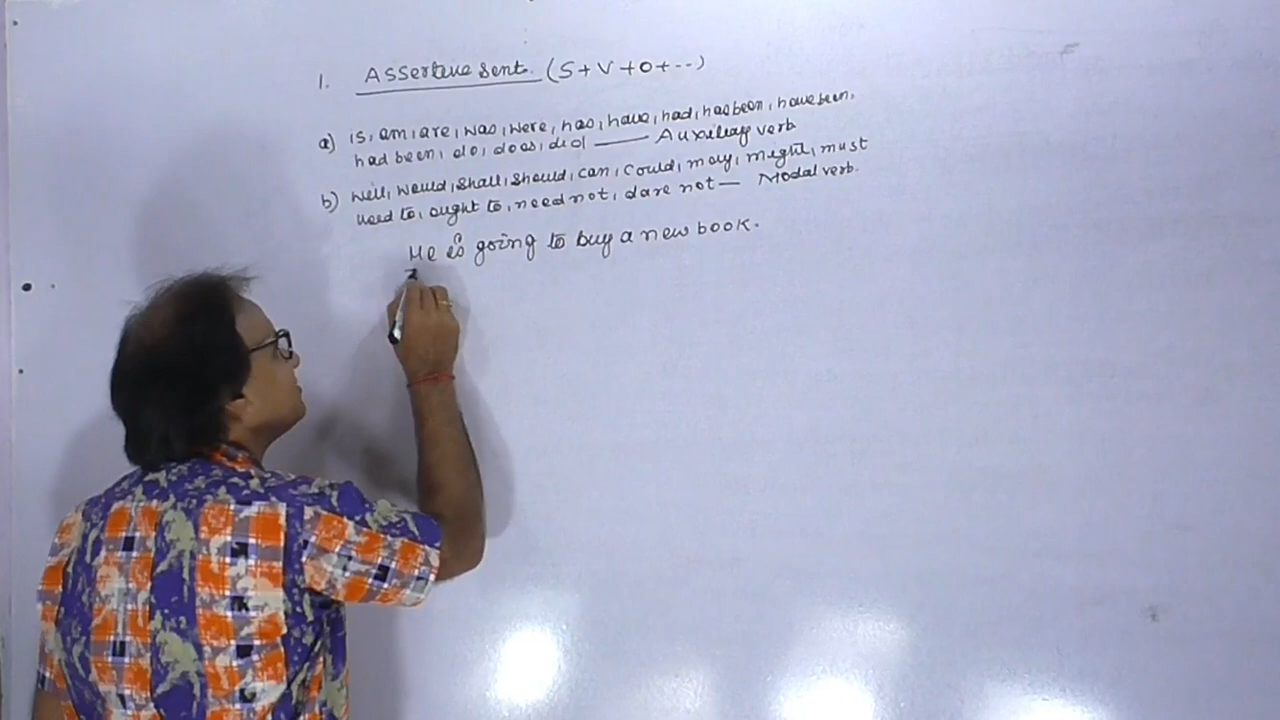 1. Assertive sent. (S+V+O+--)
a) is, am, are, was, were, has, have, had, has been, have been,
had been, do, does, did — Auxiliary verb
b) will, would, shall, should, can, could, may, might, must
used to, ought to, need not, dare not — Modal verb.
He is going to buy a new book.